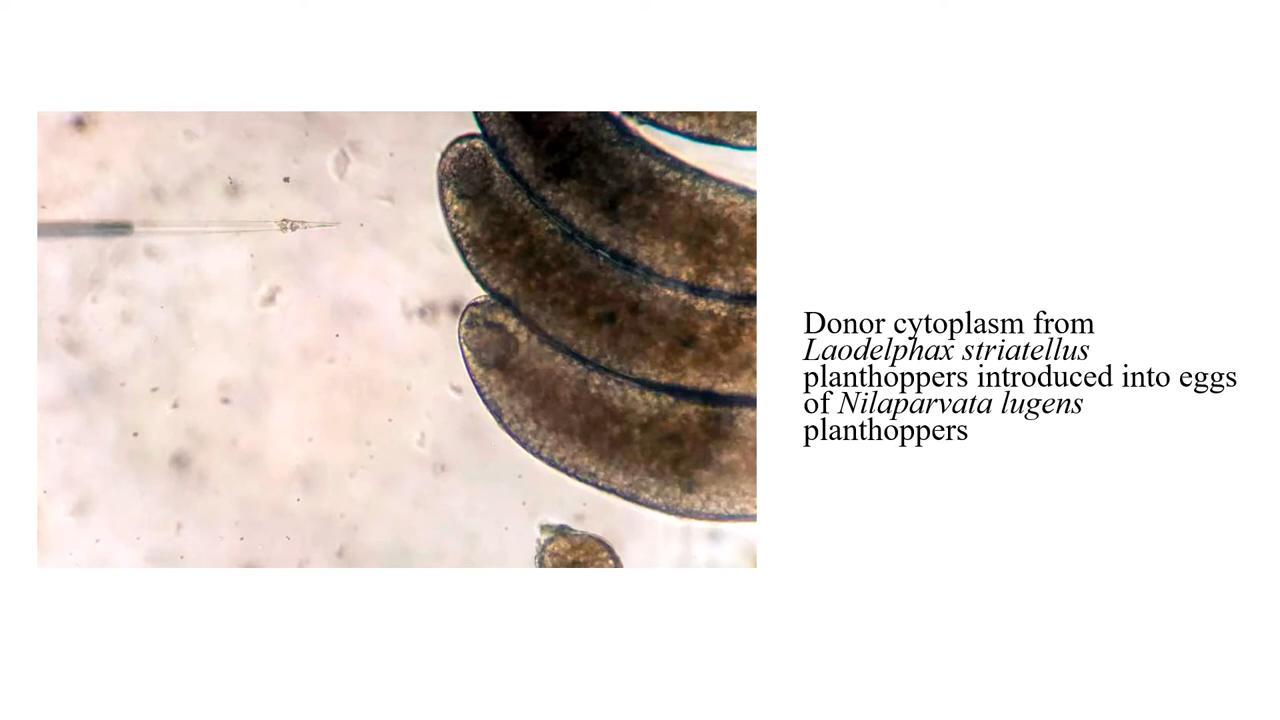 Donor cytoplasm from
Laodelphax striatellus
planthoppers introduced into eggs
of Nilaparvata lugens
planthoppers